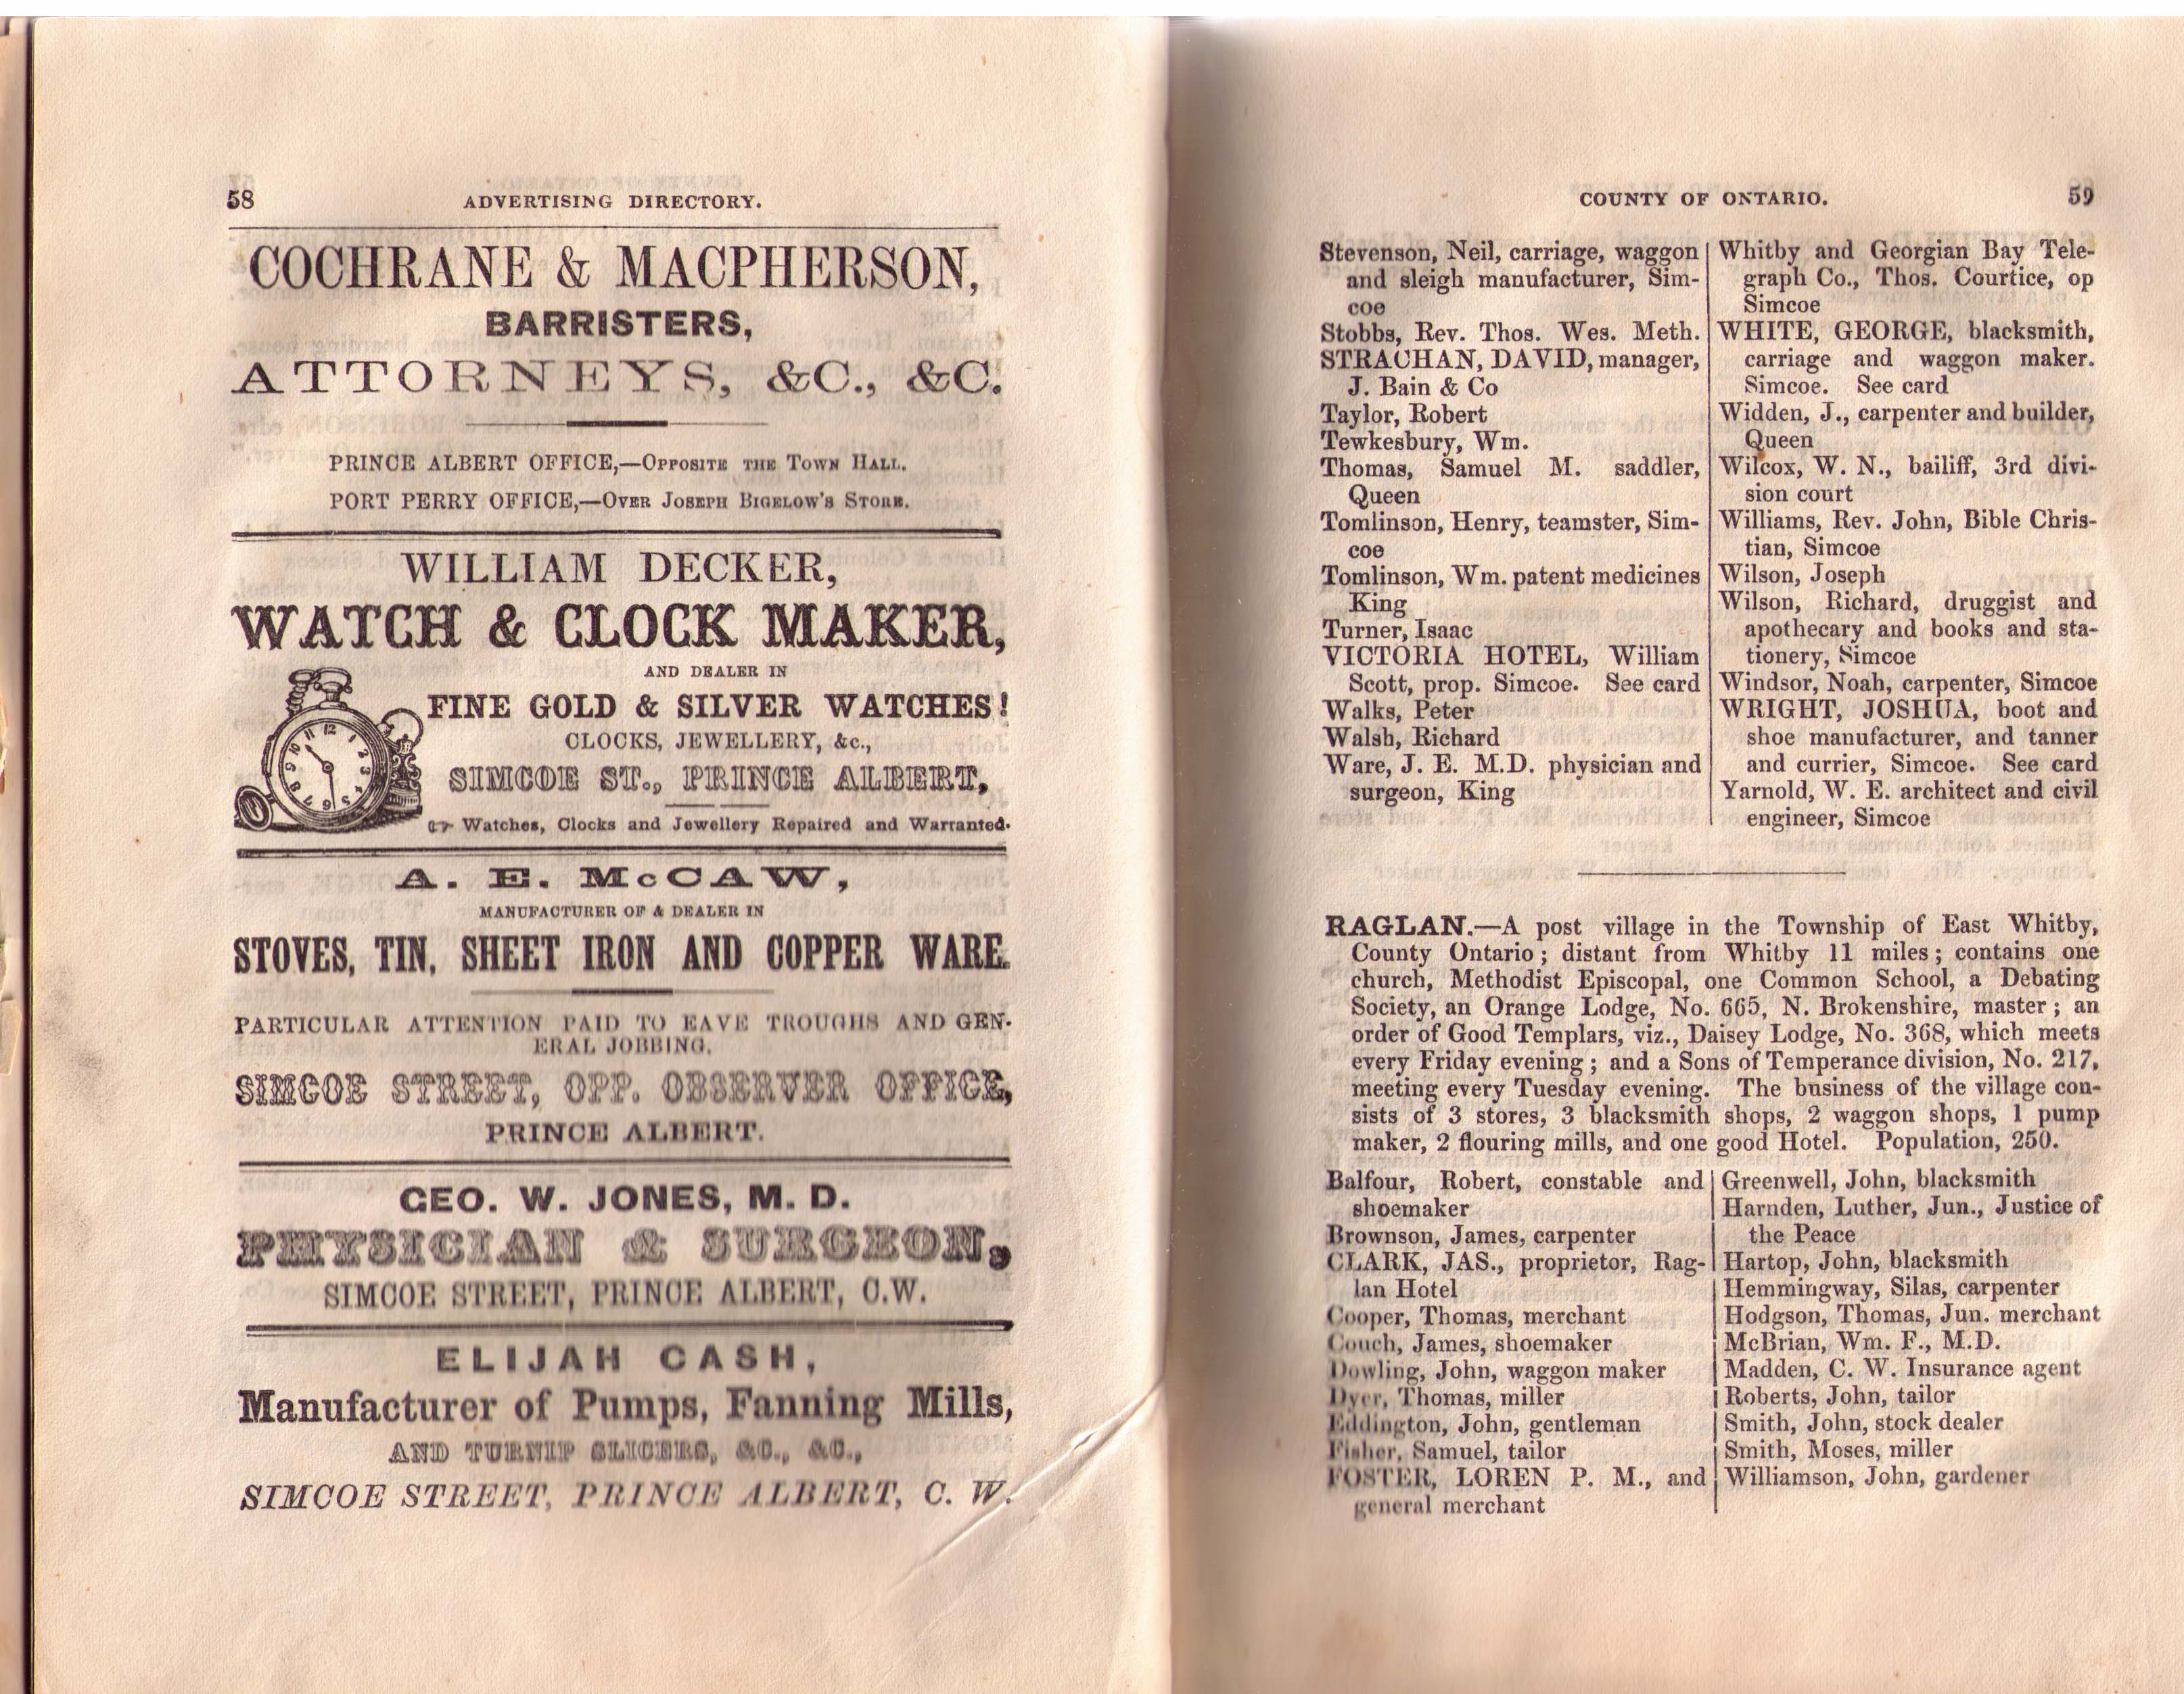 58
ADVERTISING DIRECTORY.
COCHRANE & MACPHERSON,
BARRISTERS,
ATTORNEYS, &C., &C.
PRINCE ALBERT OFFICE,—OPPOSITE THE TOWN HALL.
PORT PERRY OFFICE,—OVER JOSEPH BIGELOW'S STORE.
WILLIAM DECKER,
WATCH & CLOCK MAKER,
AND DEALER IN
FINE GOLD & SILVER WATCHES!
CLOCKS, JEWELLERY, &c.,
SIMCOE ST., PRINCE ALBERT,
☞ Watches, Clocks and Jewellery Repaired and Warranted.
A. E. McCAW,
MANUFACTURER OF & DEALER IN
STOVES, TIN, SHEET IRON AND COPPER WARE.
PARTICULAR ATTENTION PAID TO EAVE TROUGHS AND GEN-
ERAL JOBBING.
SIMCOE STREET, OPP. OBSERVER OFFICE,
PRINCE ALBERT.
GEO. W. JONES, M. D.
PHYSICIAN & SURGEON,
SIMCOE STREET, PRINCE ALBERT, C.W.
ELIJAH CASH,
Manufacturer of Pumps, Fanning Mills,
AND TURNIP SLICERS, &C., &C.,
SIMCOE STREET, PRINCE ALBERT, C. W.
COUNTY OF ONTARIO.
59
Stevenson, Neil, carriage, waggon
and sleigh manufacturer, Sim-
coe
Stobbs, Rev. Thos. Wes. Meth.
STRACHAN, DAVID, manager,
J. Bain & Co
Taylor, Robert
Tewkesbury, Wm.
Thomas, Samuel M. saddler,
Queen
Tomlinson, Henry, teamster, Sim-
coe
Tomlinson, Wm. patent medicines
King
Turner, Isaac
VICTORIA HOTEL, William
Scott, prop. Simcoe. See card
Walks, Peter
Walsh, Richard
Ware, J. E. M.D. physician and
surgeon, King
Whitby and Georgian Bay Tele-
graph Co., Thos. Courtice, op
Simcoe
WHITE, GEORGE, blacksmith,
carriage and waggon maker.
Simcoe. See card
Widden, J., carpenter and builder,
Queen
Wilcox, W. N., bailiff, 3rd divi-
sion court
Williams, Rev. John, Bible Chris-
tian, Simcoe
Wilson, Joseph
Wilson, Richard, druggist and
apothecary and books and sta-
tionery, Simcoe
Windsor, Noah, carpenter, Simcoe
WRIGHT, JOSHUA, boot and
shoe manufacturer, and tanner
and currier, Simcoe. See card
Yarnold, W. E. architect and civil
engineer, Simcoe
RAGLAN.—A post village in the Township of East Whitby,
County Ontario; distant from Whitby 11 miles; contains one
church, Methodist Episcopal, one Common School, a Debating
Society, an Orange Lodge, No. 665, N. Brokenshire, master; an
order of Good Templars, viz., Daisey Lodge, No. 368, which meets
every Friday evening; and a Sons of Temperance division, No. 217,
meeting every Tuesday evening. The business of the village con-
sists of 3 stores, 3 blacksmith shops, 2 waggon shops, 1 pump
maker, 2 flouring mills, and one good Hotel. Population, 250.
Balfour, Robert, constable and
shoemaker
Brownson, James, carpenter
CLARK, JAS., proprietor, Rag-
lan Hotel
Cooper, Thomas, merchant
Couch, James, shoemaker
Dowling, John, waggon maker
Dyer, Thomas, miller
Eddington, John, gentleman
Fisher, Samuel, tailor
FOSTER, LOREN P. M., and
general merchant
Greenwell, John, blacksmith
Harnden, Luther, Jun., Justice of
the Peace
Hartop, John, blacksmith
Hemmingway, Silas, carpenter
Hodgson, Thomas, Jun. merchant
McBrian, Wm. F., M.D.
Madden, C. W. Insurance agent
Roberts, John, tailor
Smith, John, stock dealer
Smith, Moses, miller
Williamson, John, gardener